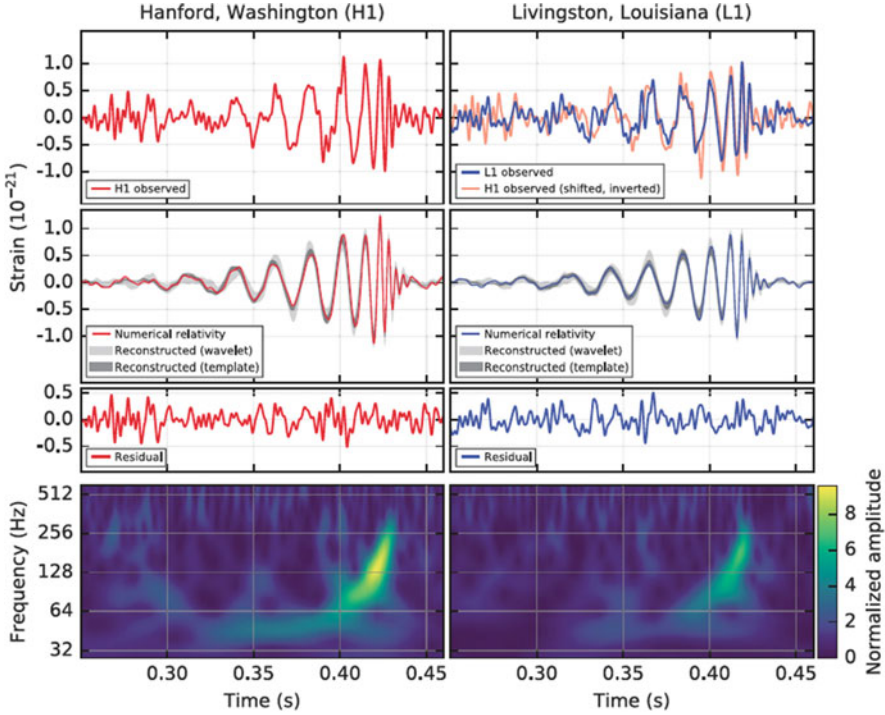 Hanford, Washington (H1)
Livingston, Louisiana (L1)
Strain (10⁻²¹)
1.0
0.5
0.0
-0.5
-1.0
H1 observed
L1 observed
H1 observed (shifted, inverted)
1.0
0.5
0.0
-0.5
-1.0
Numerical relativity
Reconstructed (wavelet)
Reconstructed (template)
Numerical relativity
Reconstructed (wavelet)
Reconstructed (template)
0.5
0.0
-0.5
Residual
Residual
Frequency (Hz)
512
256
128
64
32
8
6
4
2
0
Normalized amplitude
0.30
0.35
0.40
0.45
0.30
0.35
0.40
0.45
Time (s)
Time (s)